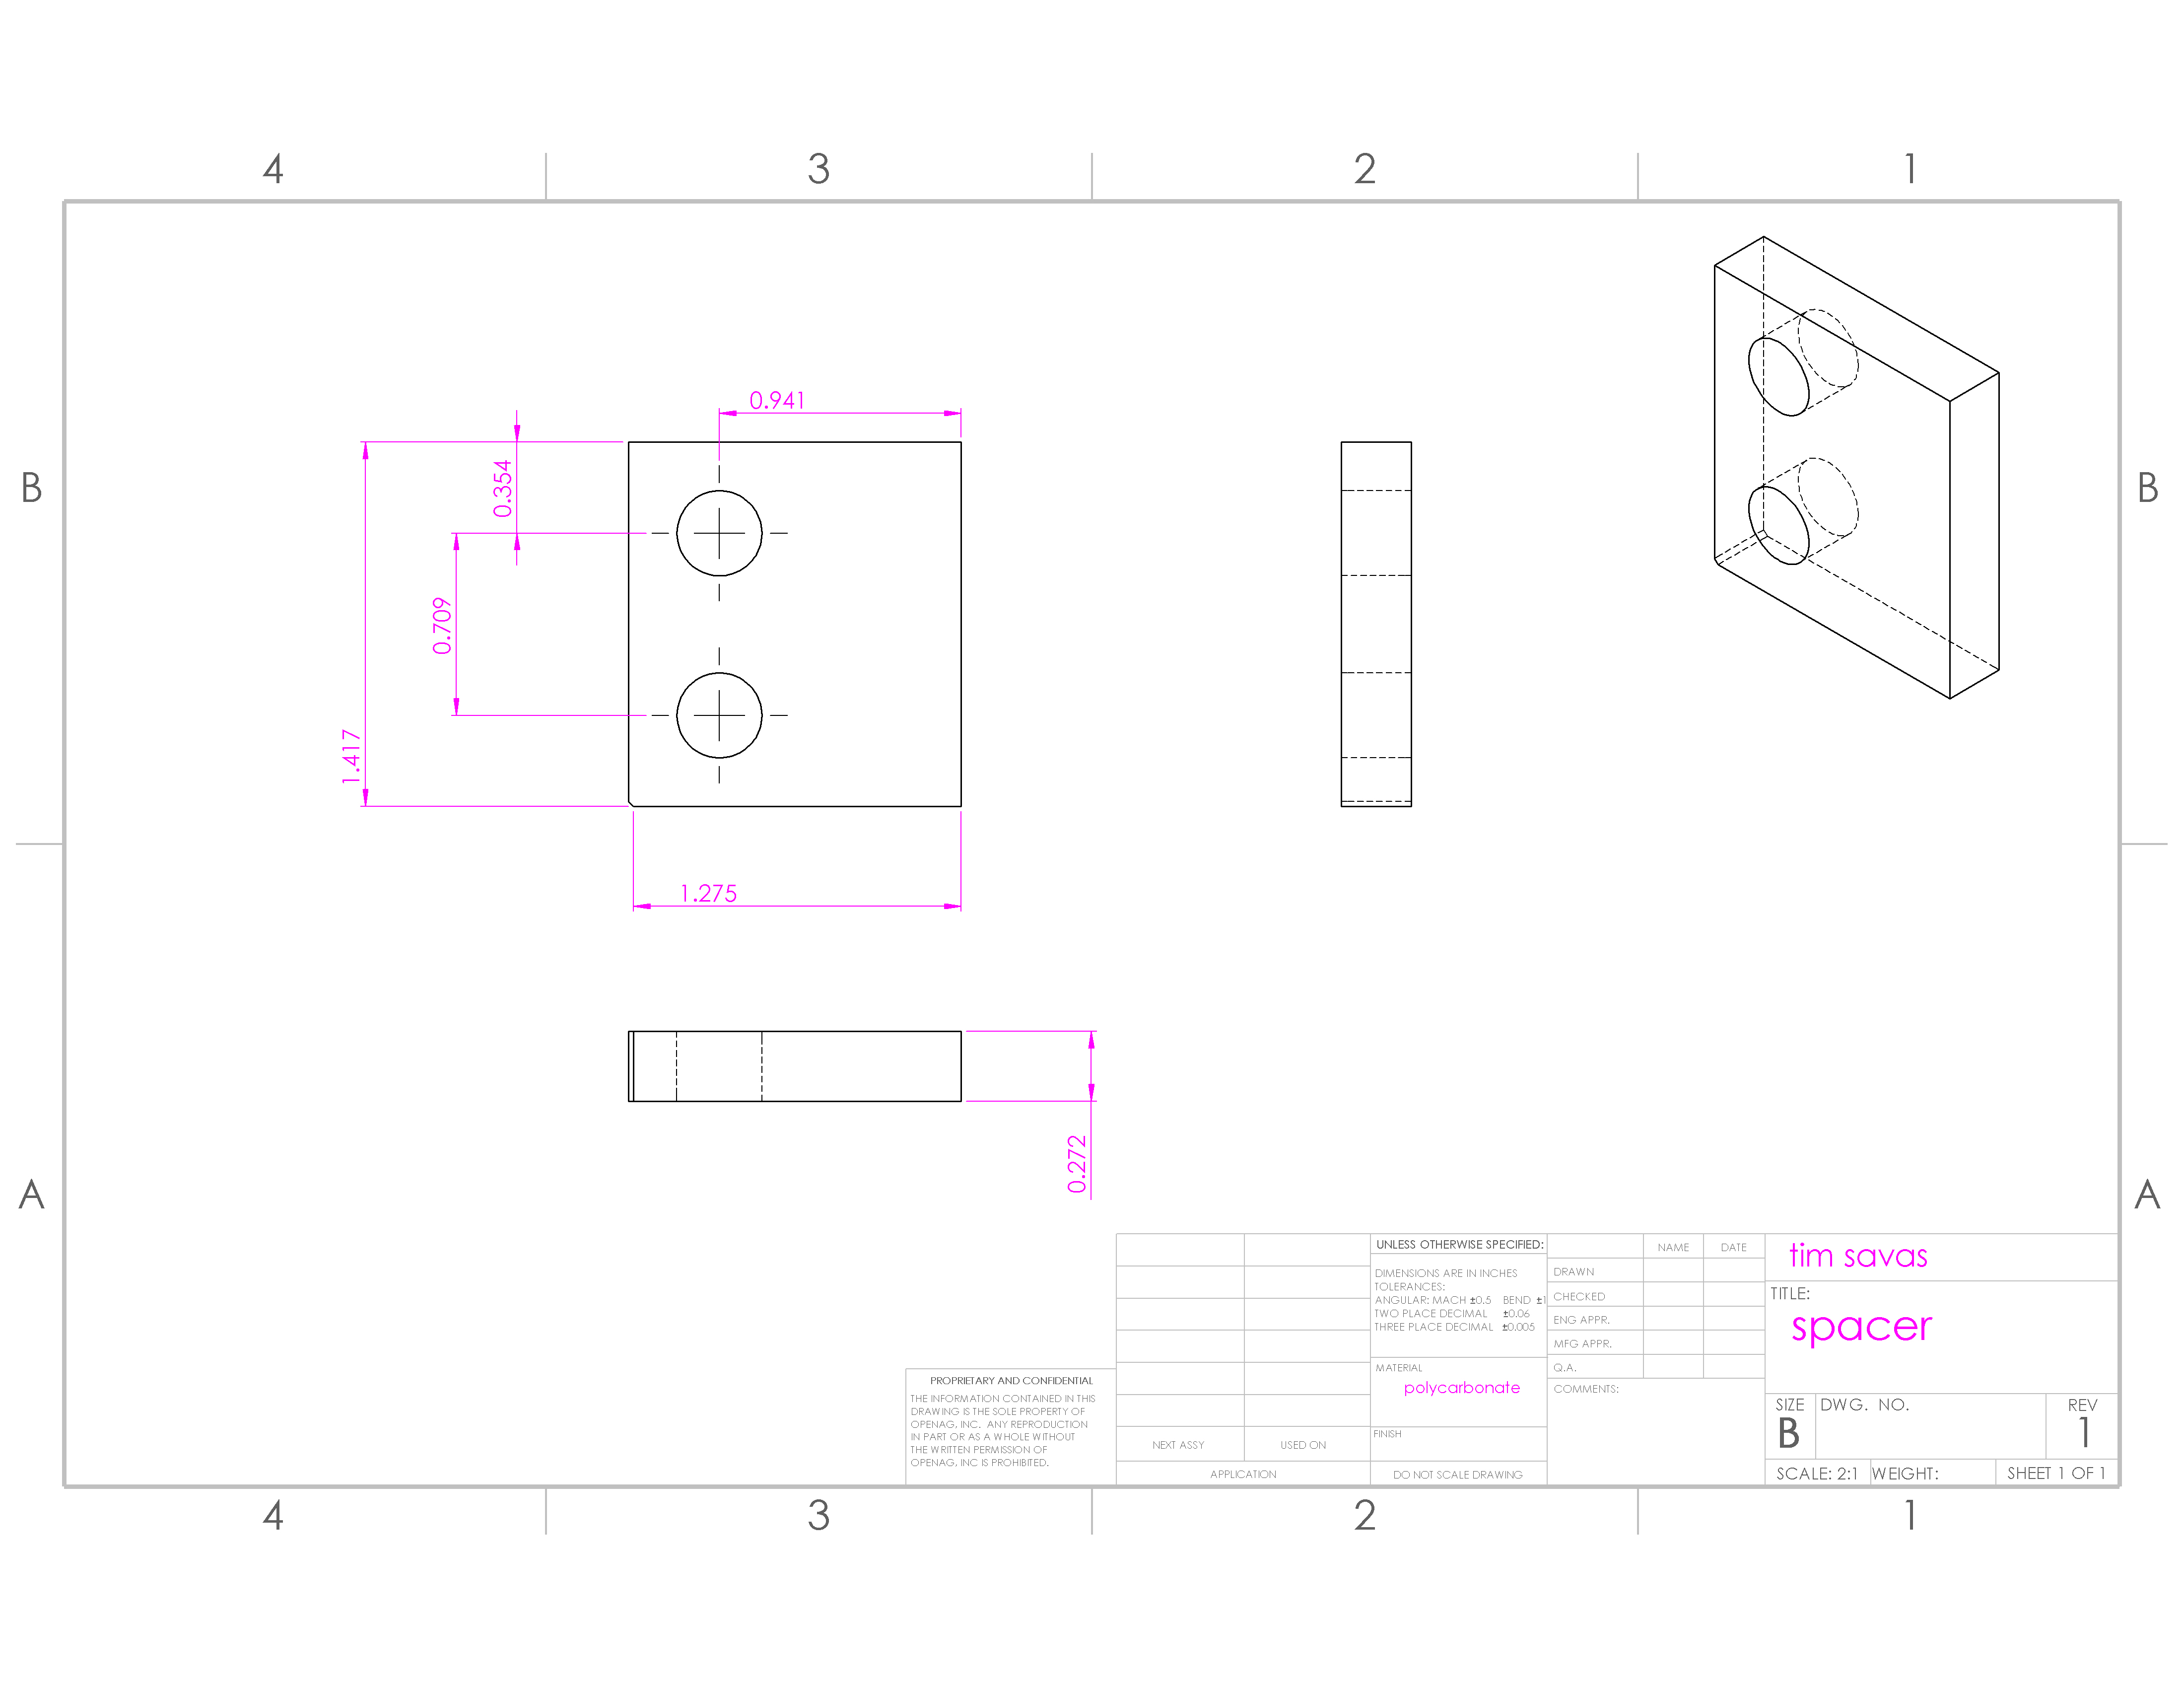 4 3 2 1
B B
0.941
0.354
0.709
1.417
1.275
0.272
A A
UNLESS OTHERWISE SPECIFIED:
DIMENSIONS ARE IN INCHES
TOLERANCES:
ANGULAR: MACH ±0.5 BEND ±1
TWO PLACE DECIMAL ±0.06
THREE PLACE DECIMAL ±0.005
MATERIAL
polycarbonate
FINISH
DO NOT SCALE DRAWING
NAME DATE
DRAWN
CHECKED
ENG APPR.
MFG APPR.
Q.A.
COMMENTS:
tim savas
TITLE:
spacer
SIZE DWG. NO. REV
B 1
SCALE: 2:1 WEIGHT: SHEET 1 OF 1
PROPRIETARY AND CONFIDENTIAL
THE INFORMATION CONTAINED IN THIS
DRAWING IS THE SOLE PROPERTY OF
OPENAG, INC. ANY REPRODUCTION
IN PART OR AS A WHOLE WITHOUT
THE WRITTEN PERMISSION OF
OPENAG, INC IS PROHIBITED.
NEXT ASSY USED ON
APPLICATION
4 3 2 1